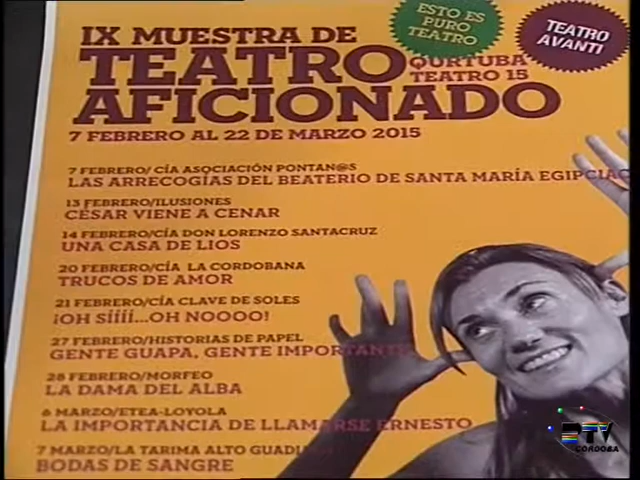 IX MUESTRA DE
TEATRO
AFICIONADO
QURTUBA
TEATRO 15
ESTO ES
PURO
TEATRO
TEATRO
AVANTI
7 FEBRERO AL 22 DE MARZO 2015
7 FEBRERO/CÍA ASOCIACIÓN PONTAN@S
LAS ARRECOGÍAS DEL BEATERIO DE SANTA MARÍA EGIPCIAC
13 FEBRERO/ILUSIONES
CÉSAR VIENE A CENAR
14 FEBRERO/CÍA DON LORENZO SANTACRUZ
UNA CASA DE LIOS
20 FEBRERO/CÍA LA CORDOBANA
TRUCOS DE AMOR
21 FEBRERO/CÍA CLAVE DE SOLES
¡OH SÍÍÍ...OH NOOOO!
27 FEBRERO/HISTORIAS DE PAPEL
GENTE GUAPA, GENTE IMPORTANTE
28 FEBRERO/MORFEO
LA DAMA DEL ALBA
6 MARZO/ETEA-LOYOLA
LA IMPORTANCIA DE LLAMARSE ERNESTO
7 MARZO/LA TARIMA ALTO GUADI
BODAS DE SANGRE
PTV
CÓRDOBA